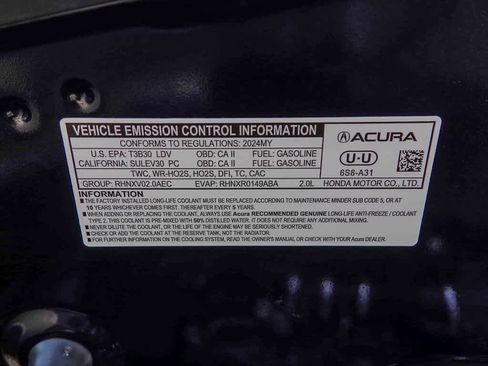 VEHICLE EMISSION CONTROL INFORMATION
CONFORMS TO REGULATIONS: 2024MY
U.S. EPA: T3B30 LDV OBD: CA II FUEL: GASOLINE
CALIFORNIA: SULEV30 PC OBD: CA II FUEL: GASOLINE
TWC, WR-HO2S, HO2S, DFI, TC, CAC
GROUP: RHNXV02.0AEC EVAP: RHNXR0149ABA 2.0L
ACURA
U-U
6S8-A31
HONDA MOTOR CO., LTD.
IMPORTANT INFORMATION
■ THE FACTORY INSTALLED LONG-LIFE COOLANT MUST BE REPLACED WHEN INDICATED BY THE MAINTENANCE MINDER SUB CODE 5, OR AT
10 YEARS WHICHEVER COMES FIRST. THEREAFTER EVERY 5 YEARS.
■ WHEN ADDING OR REPLACING THE COOLANT, ALWAYS USE Acura RECOMMENDED GENUINE LONG-LIFE ANTI-FREEZE / COOLANT
TYPE 2. THIS COOLANT IS PRE-MIXED WITH 50% DISTILLED WATER. IT DOES NOT REQUIRE ANY ADDITIONAL MIXING.
■ NEVER DILUTE THE COOLANT, OR THE LIFE OF THE ENGINE MAY BE SERIOUSLY SHORTENED.
■ CHECK AND ADD THE COOLANT AT THE RESERVE TANK, NOT THE RADIATOR.
■ FOR FURTHER INFORMATION ON THE COOLING SYSTEM, READ THE OWNER'S MANUAL OR CHECK WITH YOUR Acura DEALER.